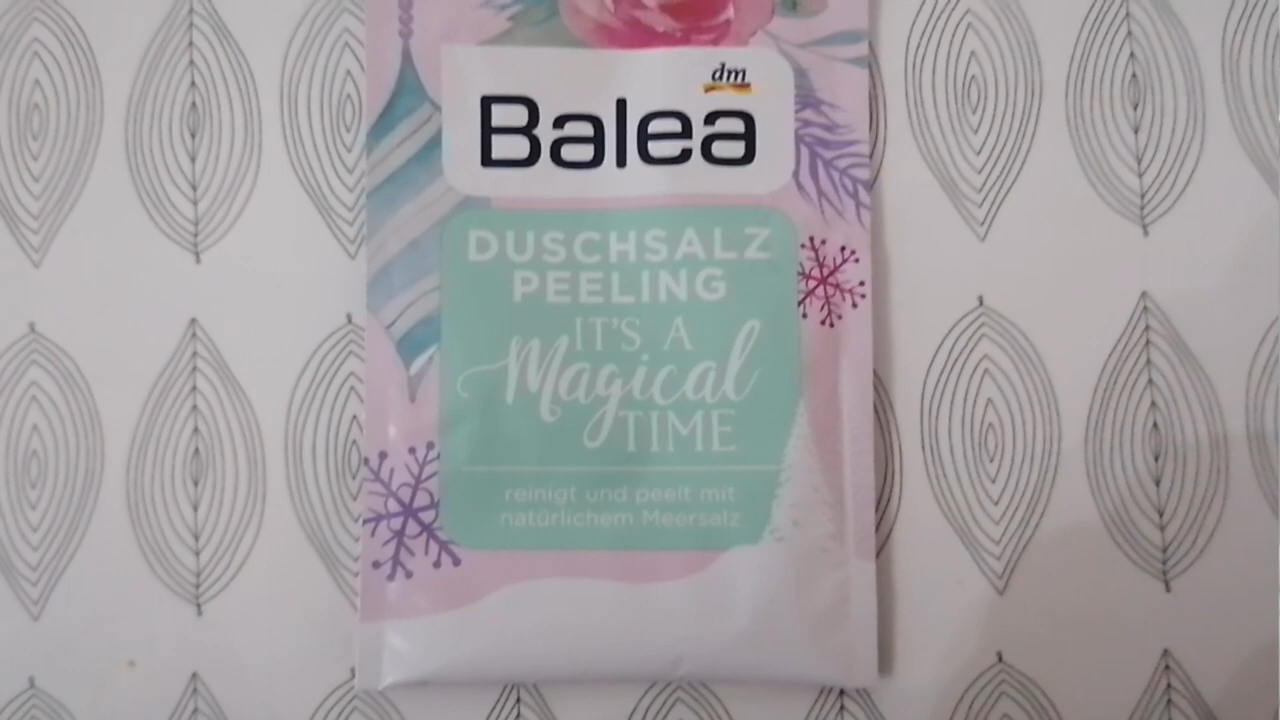 dm
Balea
DUSCHSALZ
PEELING
IT'S A
Magical
TIME
reinigt und peelt mit
natürlichem Meersalz